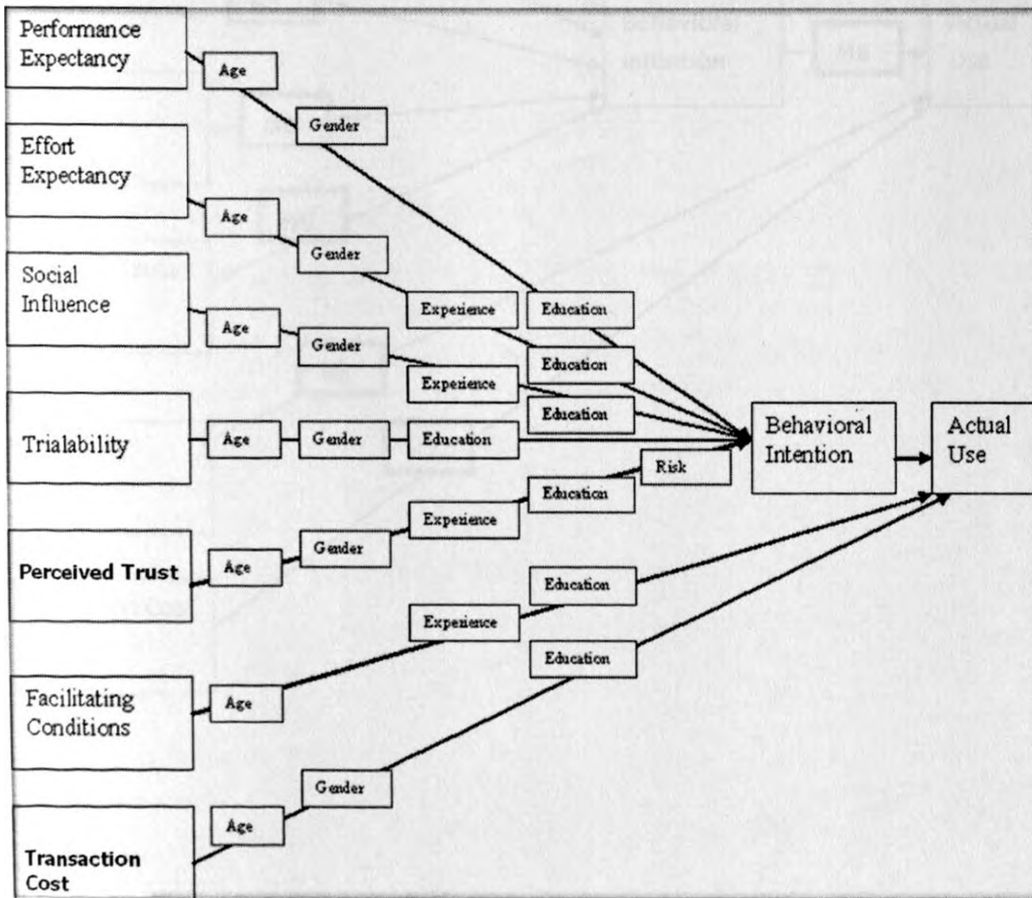 Performance
Expectancy
Age
Gender
Effort
Expectancy
Age
Gender
Experience
Education
Social
Influence
Age
Gender
Experience
Education
Education
Trialability
Age
Gender
Education
Behavioral
Intention
Actual
Use
Risk
Education
Experience
Gender
Age
Perceived Trust
Education
Experience
Age
Facilitating
Conditions
Education
Gender
Age
Transaction
Cost